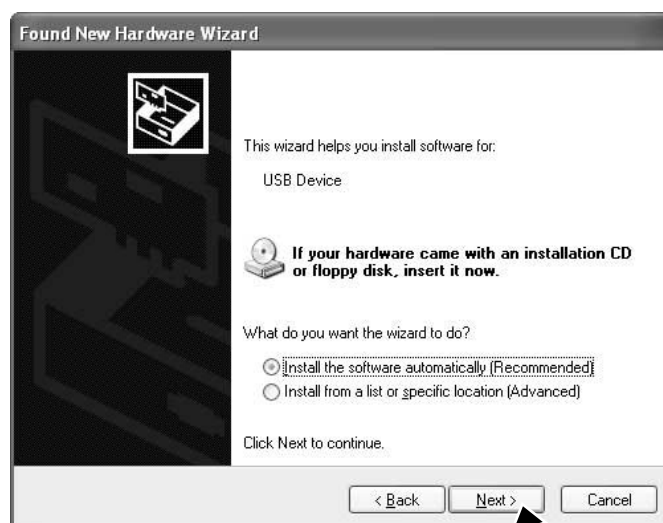 Found New Hardware Wizard
This wizard helps you install software for:
USB Device
If your hardware came with an installation CD
or floppy disk, insert it now.
What do you want the wizard to do?
Install the software automatically (Recommended)
Install from a list or specific location (Advanced)
Click Next to continue.
< Back Next > Cancel